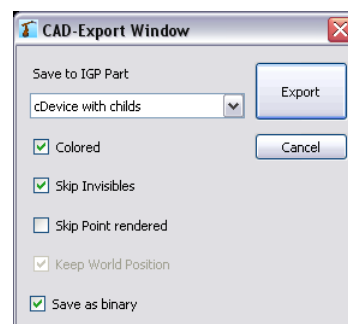 CAD-Export Window
Save to IGP Part
cDevice with childs
Export
Colored
Cancel
Skip Invisibles
Skip Point rendered
Keep World Position
Save as binary